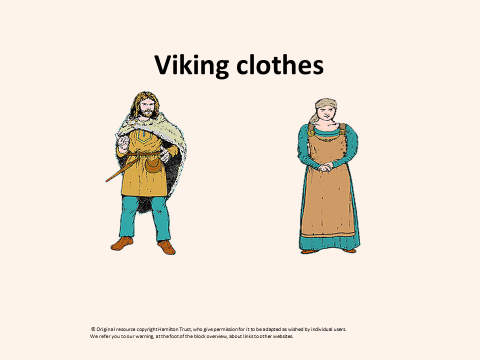 Viking clothes
© Original resource copyright Hamilton Trust, who give permission for it to be adapted as wished by individual users.
We refer you to our warning, at the foot of the block overview, about links to other websites.